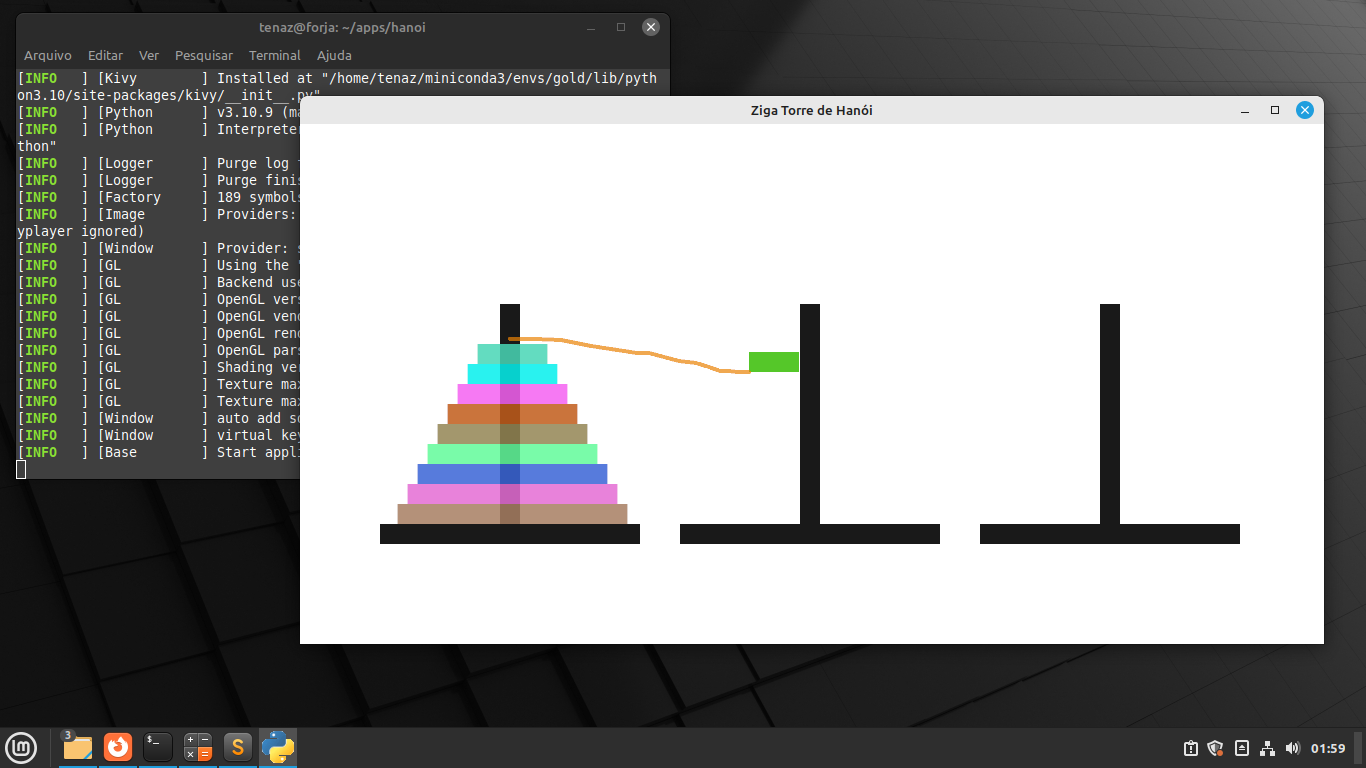 tenaz@forja: ~/apps/hanoi
Arquivo Editar Ver Pesquisar Terminal Ajuda
[INFO ] [Kivy ] Installed at "/home/tenaz/miniconda3/envs/gold/lib/pyth
on3.10/site-packages/kivy/__init__.py"
Ziga Torre de Hanói
[INFO ] [Python ] v3.10.9 (ma
[INFO ] [Python ] Interpreter
thon"
[INFO ] [Logger ] Purge log
[INFO ] [Logger ] Purge finis
[INFO ] [Factory ] 189 symbols
[INFO ] [Image ] Providers:
yplayer ignored)
[INFO ] [Window ] Provider:
[INFO ] [GL ] Using the
[INFO ] [GL ] Backend use
[INFO ] [GL ] OpenGL vers
[INFO ] [GL ] OpenGL vend
[INFO ] [GL ] OpenGL rend
[INFO ] [GL ] OpenGL pars
[INFO ] [GL ] Shading ver
[INFO ] [GL ] Texture max
[INFO ] [GL ] Texture max
[INFO ] [Window ] auto add so
[INFO ] [Window ] virtual key
[INFO ] [Base ] Start appli
3
$_
S
01:59